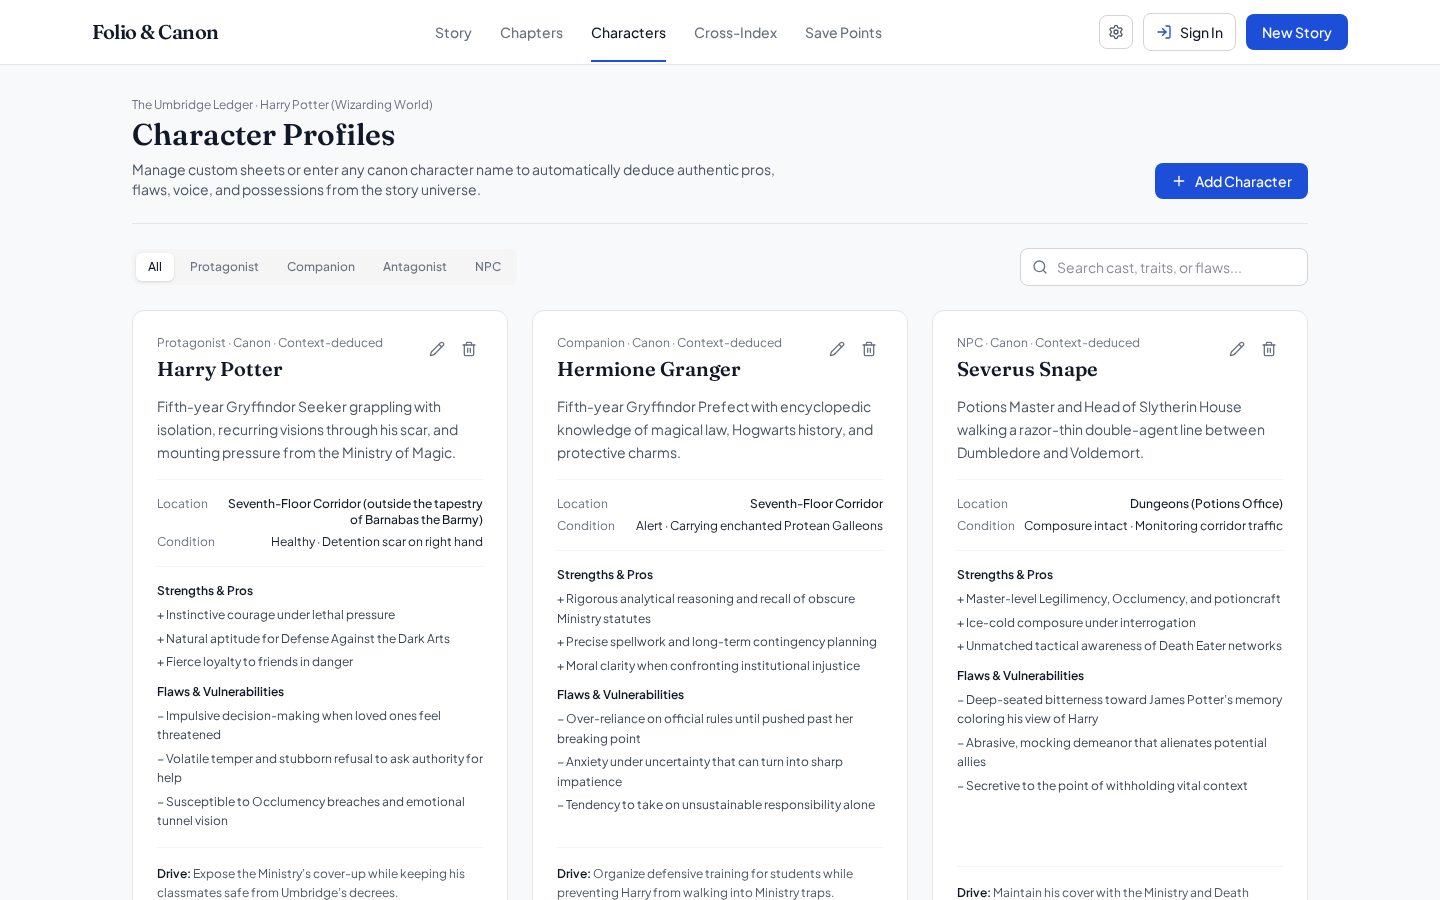 Folio & Canon
Story
Chapters
Characters
Cross-Index
Save Points
Sign In
New Story
The Umbridge Ledger · Harry Potter (Wizarding World)
Character Profiles
Manage custom sheets or enter any canon character name to automatically deduce authentic pros,
flaws, voice, and possessions from the story universe.
Add Character
All
Protagonist
Companion
Antagonist
NPC
Search cast, traits, or flaws...
Protagonist · Canon · Context-deduced
Harry Potter
Fifth-year Gryffindor Seeker grappling with
isolation, recurring visions through his scar, and
mounting pressure from the Ministry of Magic.
Location
Seventh-Floor Corridor (outside the tapestry
of Barnabas the Barmy)
Condition
Healthy · Detention scar on right hand
Strengths & Pros
+ Instinctive courage under lethal pressure
+ Natural aptitude for Defense Against the Dark Arts
+ Fierce loyalty to friends in danger
Flaws & Vulnerabilities
– Impulsive decision-making when loved ones feel
threatened
– Volatile temper and stubborn refusal to ask authority for
help
– Susceptible to Occlumency breaches and emotional
tunnel vision
Drive: Expose the Ministry's cover-up while keeping his
classmates safe from Umbridge's decrees.
Companion · Canon · Context-deduced
Hermione Granger
Fifth-year Gryffindor Prefect with encyclopedic
knowledge of magical law, Hogwarts history, and
protective charms.
Location
Seventh-Floor Corridor
Condition
Alert · Carrying enchanted Protean Galleons
Strengths & Pros
+ Rigorous analytical reasoning and recall of obscure
Ministry statutes
+ Precise spellwork and long-term contingency planning
+ Moral clarity when confronting institutional injustice
Flaws & Vulnerabilities
– Over-reliance on official rules until pushed past her
breaking point
– Anxiety under uncertainty that can turn into sharp
impatience
– Tendency to take on unsustainable responsibility alone
Drive: Organize defensive training for students while
preventing Harry from walking into Ministry traps.
NPC · Canon · Context-deduced
Severus Snape
Potions Master and Head of Slytherin House
walking a razor-thin double-agent line between
Dumbledore and Voldemort.
Location
Dungeons (Potions Office)
Condition
Composure intact · Monitoring corridor traffic
Strengths & Pros
+ Master-level Legilimency, Occlumency, and potioncraft
+ Ice-cold composure under interrogation
+ Unmatched tactical awareness of Death Eater networks
Flaws & Vulnerabilities
– Deep-seated bitterness toward James Potter's memory
coloring his view of Harry
– Abrasive, mocking demeanor that alienates potential
allies
– Secretive to the point of withholding vital context
Drive: Maintain his cover with the Ministry and Death